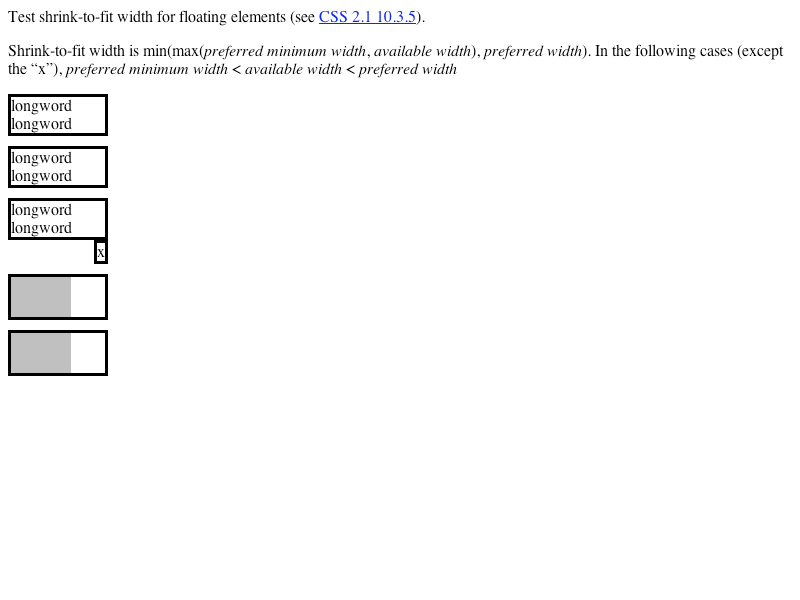 Test shrink-to-fit width for floating elements (see CSS 2.1 10.3.5).
Shrink-to-fit width is min(max(preferred minimum width, available width), preferred width). In the following cases (except
the “x”), preferred minimum width < available width < preferred width
longword
longword
longword
longword
longword
longword
x